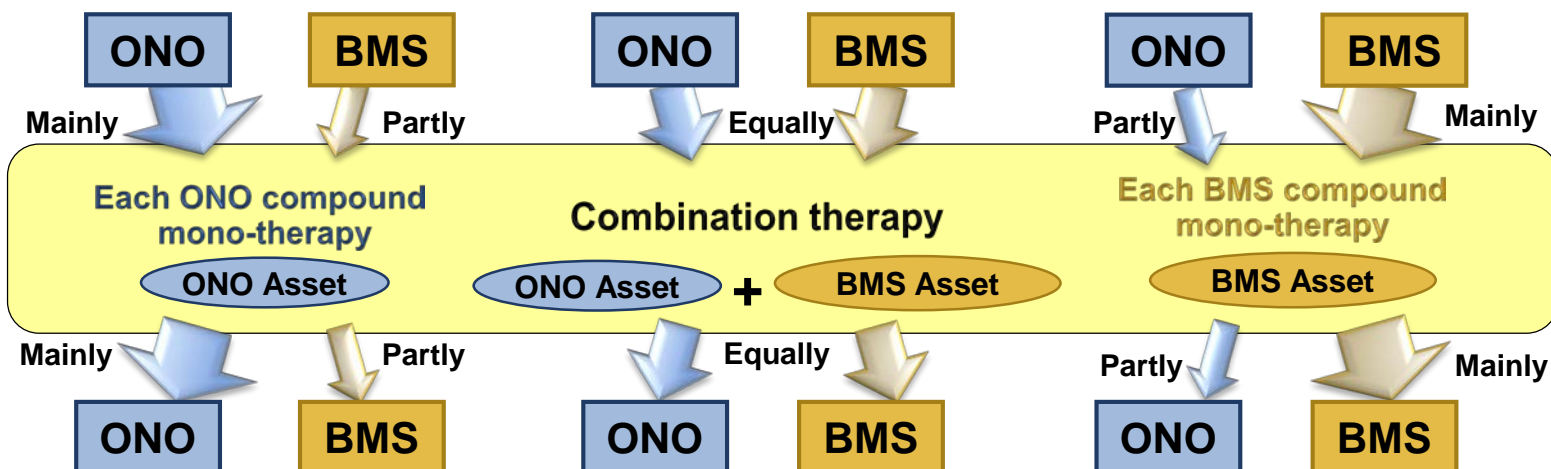 ONO BMS ONO BMS ONO BMS
Mainly Partly Equally Partly Mainly
Each ONO compound
mono-therapy
ONO Asset
Combination therapy
ONO Asset + BMS Asset
Each BMS compound
mono-therapy
BMS Asset
Mainly Partly Equally Partly Mainly
ONO BMS ONO BMS ONO BMS